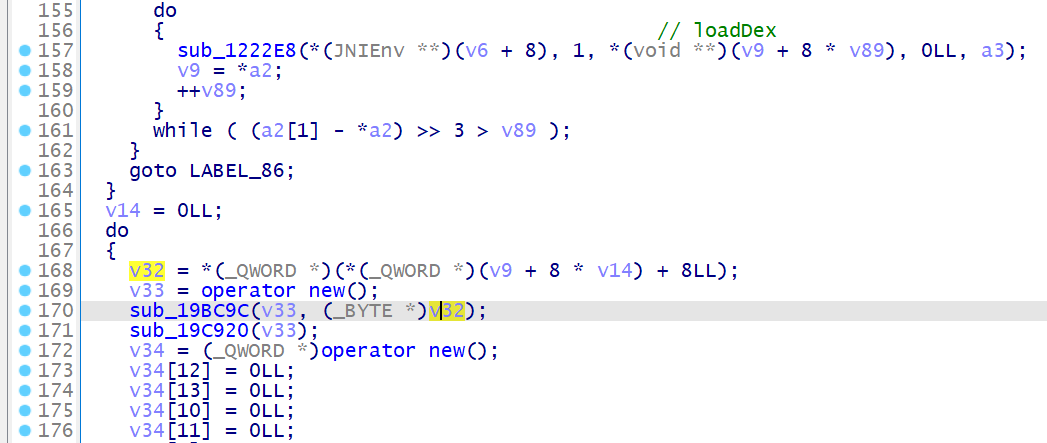 155 do
156 { // loadDex
157 sub_1222E8(*(JNIEnv **)(v6 + 8), 1, *(void **)(v9 + 8 * v89), 0LL, a3);
158 v9 = *a2;
159 ++v89;
160 }
161 while ( (a2[1] - *a2) >> 3 > v89 );
162 }
163 goto LABEL_86;
164 }
165 v14 = 0LL;
166 do
167 {
168 v32 = *(_QWORD *)(*(_QWORD *)(v9 + 8 * v14) + 8LL);
169 v33 = operator new();
170 sub_19BC9C(v33, (_BYTE *)v32);
171 sub_19C920(v33);
172 v34 = (_QWORD *)operator new();
173 v34[12] = 0LL;
174 v34[13] = 0LL;
175 v34[10] = 0LL;
176 v34[11] = 0LL;